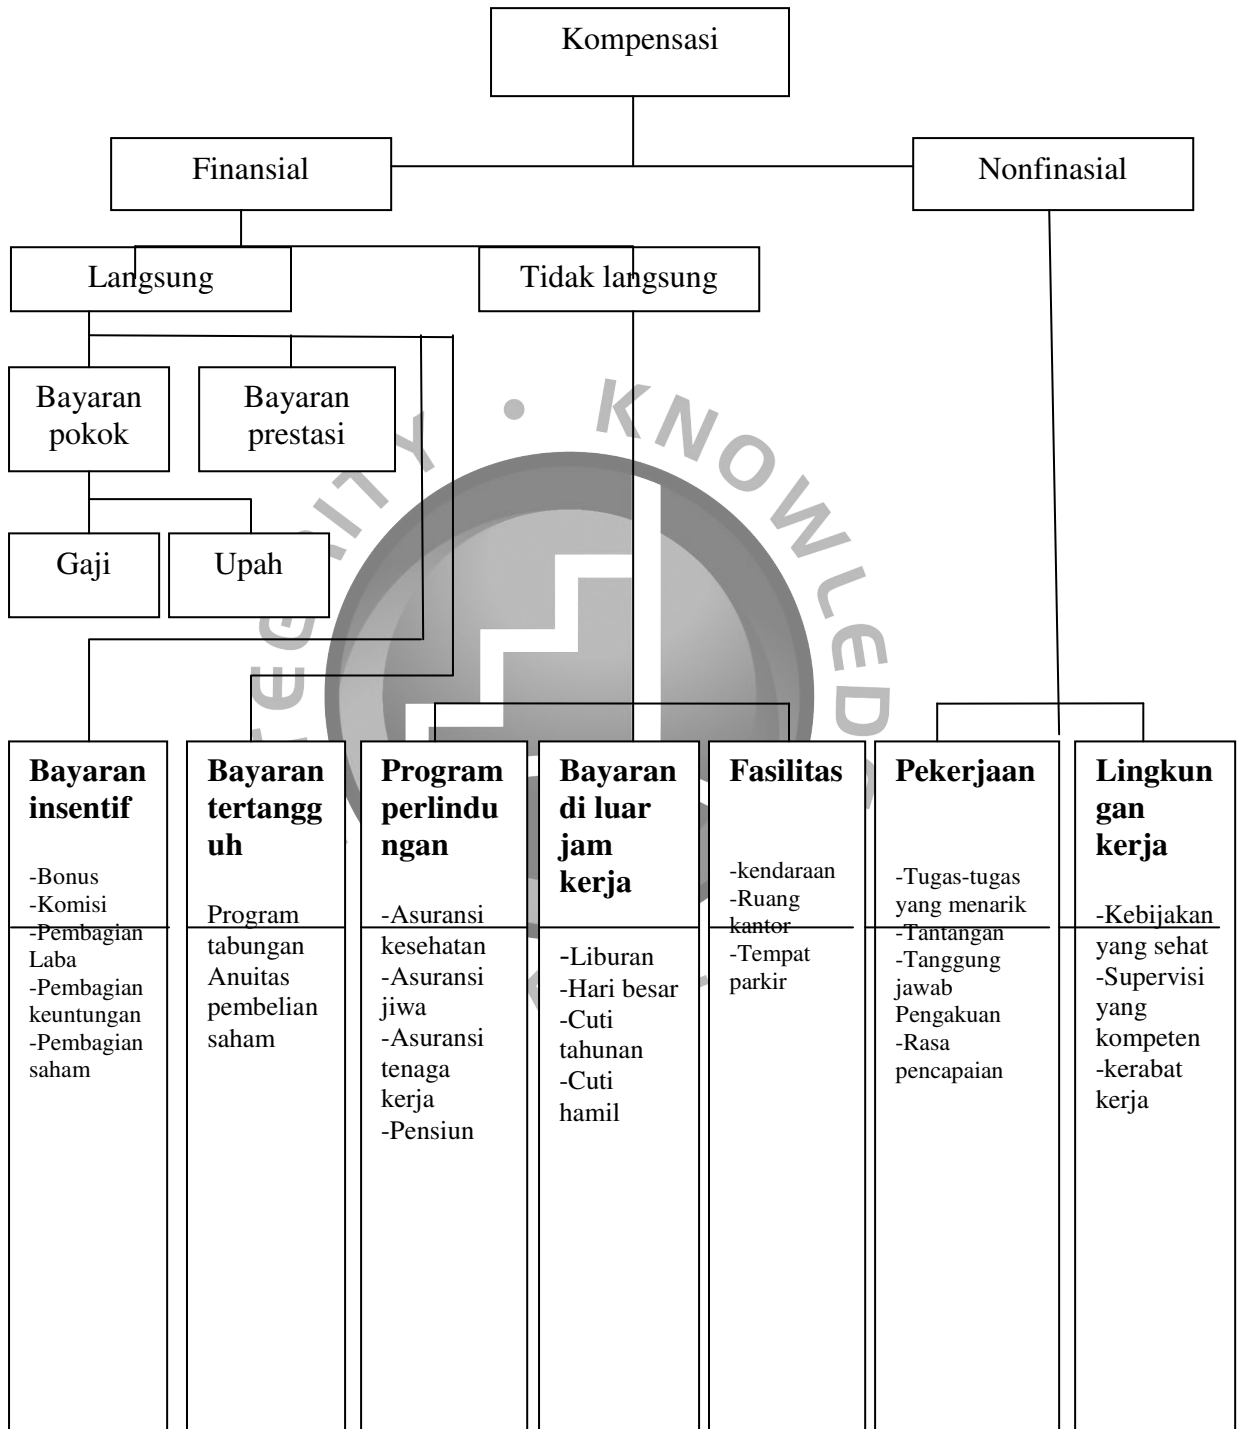 Kompensasi
Finansial
Nonfinasial
Langsung
Tidak langsung
Bayaran
pokok
Bayaran
prestasi
Gaji
Upah
KNOWLED
EGRITY
Bayaran
insentif
-Bonus
-Komisi
-Pembagian
Laba
-Pembagian
keuntungan
-Pembagian
saham
Bayaran
tertangg
uh
Program
tabungan
Anuitas
pembelian
saham
Program
perlindu
ngan
-Asuransi
kesehatan
-Asuransi
jiwa
-Asuransi
tenaga
kerja
-Pensiun
Bayaran
di luar
jam
kerja
-Liburan
-Hari besar
-Cuti
tahunan
-Cuti
hamil
Fasilitas
-kendaraan
-Ruang
kantor
-Tempat
parkir
Pekerjaan
-Tugas-tugas
yang menarik
-Tantangan
-Tanggung
jawab
Pengakuan
-Rasa
pencapaian
Lingkun
gan
kerja
-Kebijakan
yang sehat
-Supervisi
yang
kompeten
-kerabat
kerja